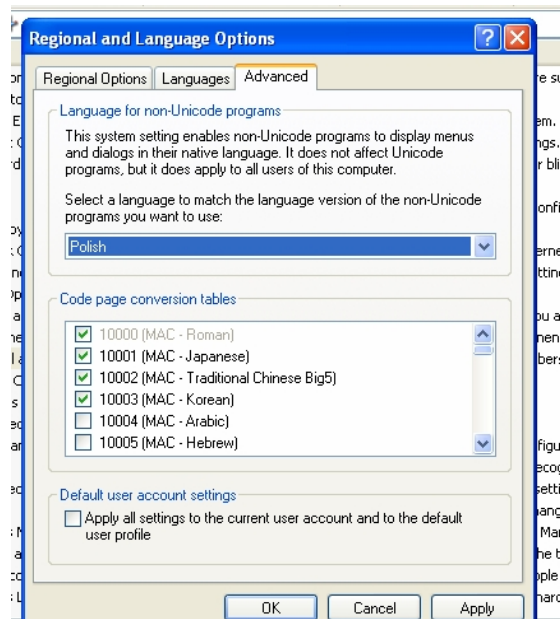 Regional and Language Options
Regional Options
Languages
Advanced
Language for non-Unicode programs
This system setting enables non-Unicode programs to display menus
and dialogs in their native language. It does not affect Unicode
programs, but it does apply to all users of this computer.
Select a language to match the language version of the non-Unicode
programs you want to use:
Polish
Code page conversion tables
10000 (MAC - Roman)
10001 (MAC - Japanese)
10002 (MAC - Traditional Chinese Big5)
10003 (MAC - Korean)
10004 (MAC - Arabic)
10005 (MAC - Hebrew)
Default user account settings
Apply all settings to the current user account and to the default
user profile
OK
Cancel
Apply